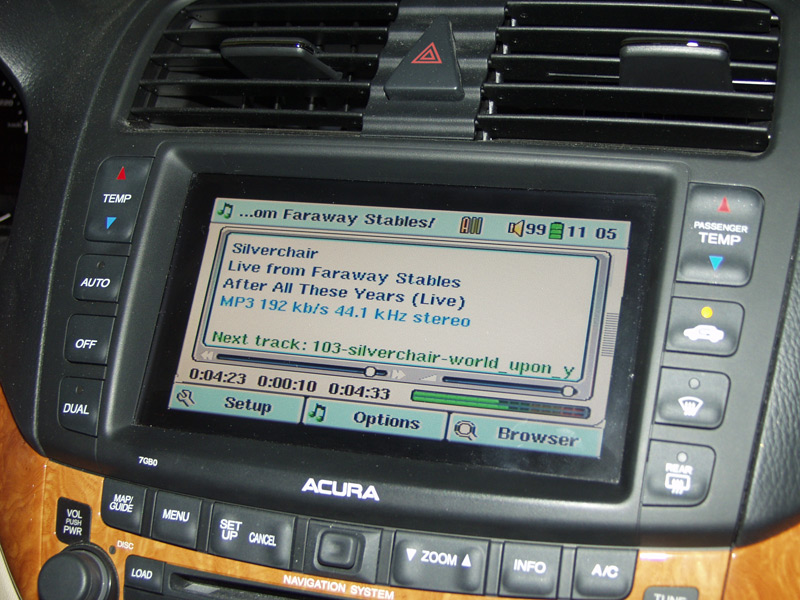 ...om Faraway Stables/ All 99 11 05
Silverchair
Live from Faraway Stables
After All These Years (Live)
MP3 192 kb/s 44.1 kHz stereo
Next track: 103-silverchair-world_upon_y
0:04:23 0:00:10 0:04:33
Setup Options Browser
TEMP
AUTO
OFF
DUAL
PASSENGER
TEMP
REAR
7GB0
ACURA
VOL
PUSH
PWR
MAP/
GUIDE
MENU
SET
UP
CANCEL
ZOOM
INFO
A/C
DISC
LOAD
NAVIGATION SYSTEM
TUNE